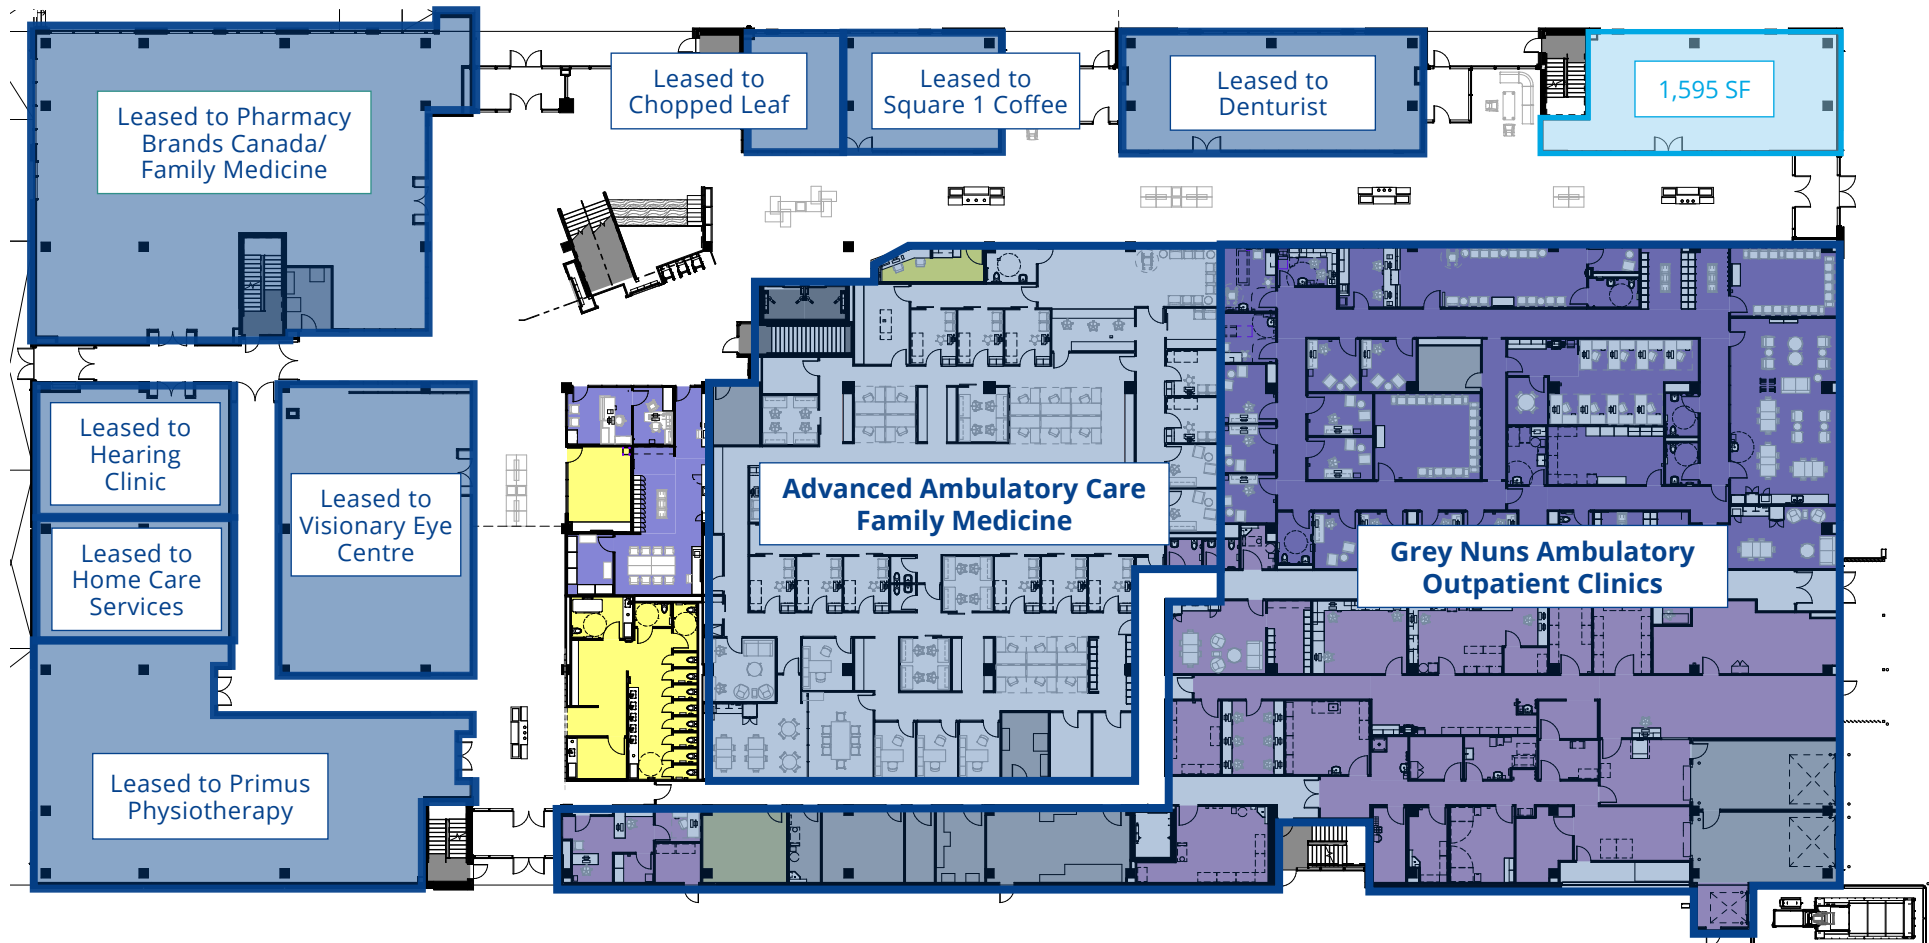 Leased to Pharmacy
Brands Canada/
Family Medicine
Leased to
Chopped Leaf
Leased to
Square 1 Coffee
Leased to
Denturist
1,595 SF
Leased to
Hearing
Clinic
Leased to
Visionary Eye
Centre
Leased to
Home Care
Services
Advanced Ambulatory Care
Family Medicine
Grey Nuns Ambulatory
Outpatient Clinics
Leased to Primus
Physiotherapy